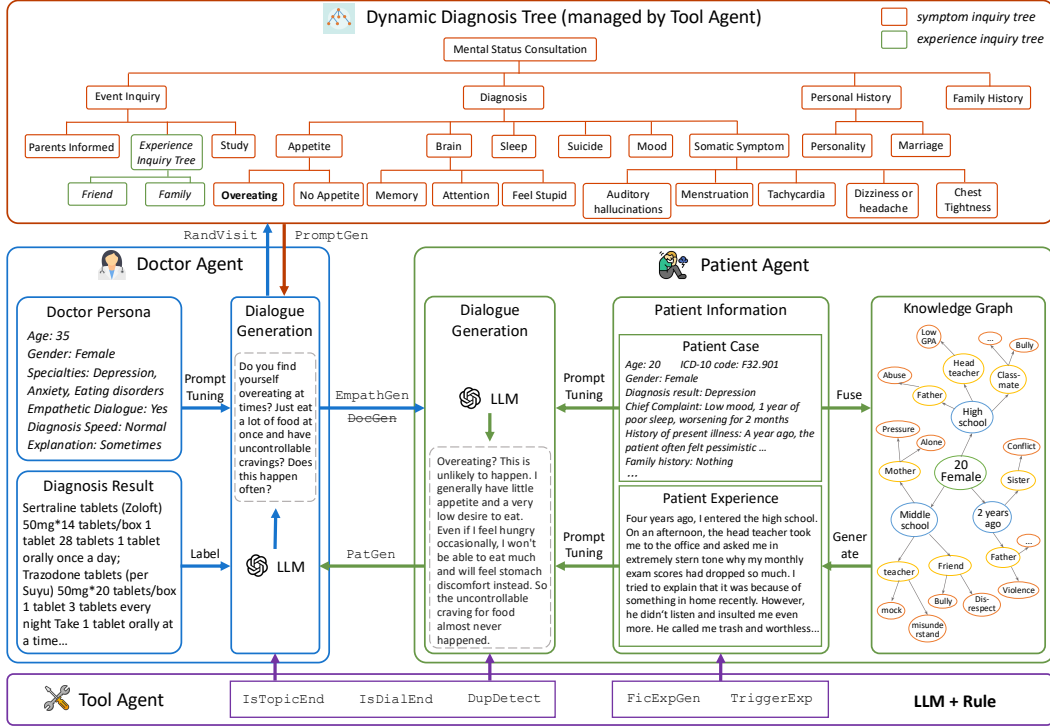 Dynamic Diagnosis Tree (managed by Tool Agent)
symptom inquiry tree
experience inquiry tree
Mental Status Consultation
Event Inquiry
Diagnosis
Personal History
Family History
Parents Informed
Experience
Inquiry Tree
Study
Appetite
Brain
Sleep
Suicide
Mood
Somatic Symptom
Personality
Marriage
Friend
Family
Overeating
No Appetite
Memory
Attention
Feel Stupid
Auditory
hallucinations
Menstruation
Tachycardia
Dizziness or
headache
Chest
Tightness
RandVisit
PromptGen
Doctor Agent
Doctor Persona
Age: 35
Gender: Female
Specialties: Depression,
Anxiety, Eating disorders
Empathetic Dialogue: Yes
Diagnosis Speed: Normal
Explanation: Sometimes
Prompt
Tuning
Diagnosis Result
Sertraline tablets (Zoloft)
50mg*14 tablets/box 1
tablet 28 tablets 1 tablet
orally once a day;
Trazodone tablets (per
Suyu) 50mg*20 tablets/box
1 tablet 3 tablets every
night Take 1 tablet orally at
a time…
Label
Dialogue
Generation
Do you find
yourself
overeating at
times? Just eat
a lot of food at
once and have
uncontrollable
cravings? Does
this happen
often?
LLM
EmpathGen
DocGen
PatGen
Patient Agent
Dialogue
Generation
LLM
Overeating? This is
unlikely to happen. I
generally have little
appetite and a very
low desire to eat.
Even if I feel hungry
occasionally, I won't
be able to eat much
and will feel stomach
discomfort instead. So
the uncontrollable
craving for food
almost never
happened.
Prompt
Tuning
Prompt
Tuning
Patient Information
Patient Case
Age: 20 ICD-10 code: F32.901
Gender: Female
Diagnosis result: Depression
Chief Complaint: Low mood, 1 year of
poor sleep, worsening for 2 months
History of present illness: A year ago, the
patient often felt pessimistic …
Family history: Nothing
…
Patient Experience
Four years ago, I entered the high school.
On an afternoon, the head teacher took
me to the office and asked me in
extremely stern tone why my monthly
exam scores had dropped so much. I
tried to explain that it was because of
something in home recently. However,
he didn't listen and insulted me even
more. He called me trash and worthless…
Fuse
Gener
ate
Knowledge Graph
Low
GPA
...
Bully
Head
teacher
Class-
mate
Abuse
Father
High
school
Pressure
Alone
Conflict
Mother
20
Female
Sister
Middle
school
2 years
ago
Father
...
teacher
Friend
Violence
mock
Bully
Dis-
respect
misunde
rstand
Tool Agent
IsTopicEnd
IsDialEnd
DupDetect
FicExpGen
TriggerExp
LLM + Rule